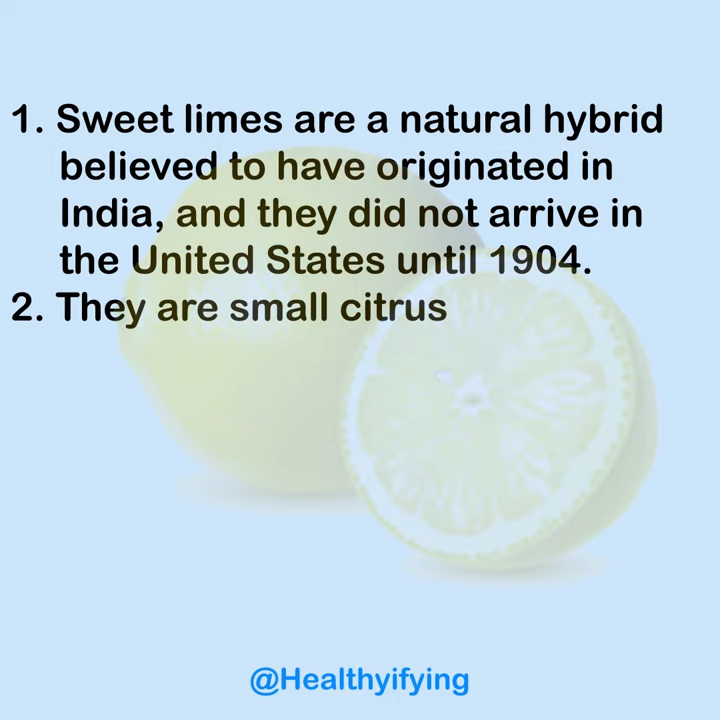 1. Sweet limes are a natural hybrid
believed to have originated in
India, and they did not arrive in
the United States until 1904.
2. They are small citrus
@Healthyifying